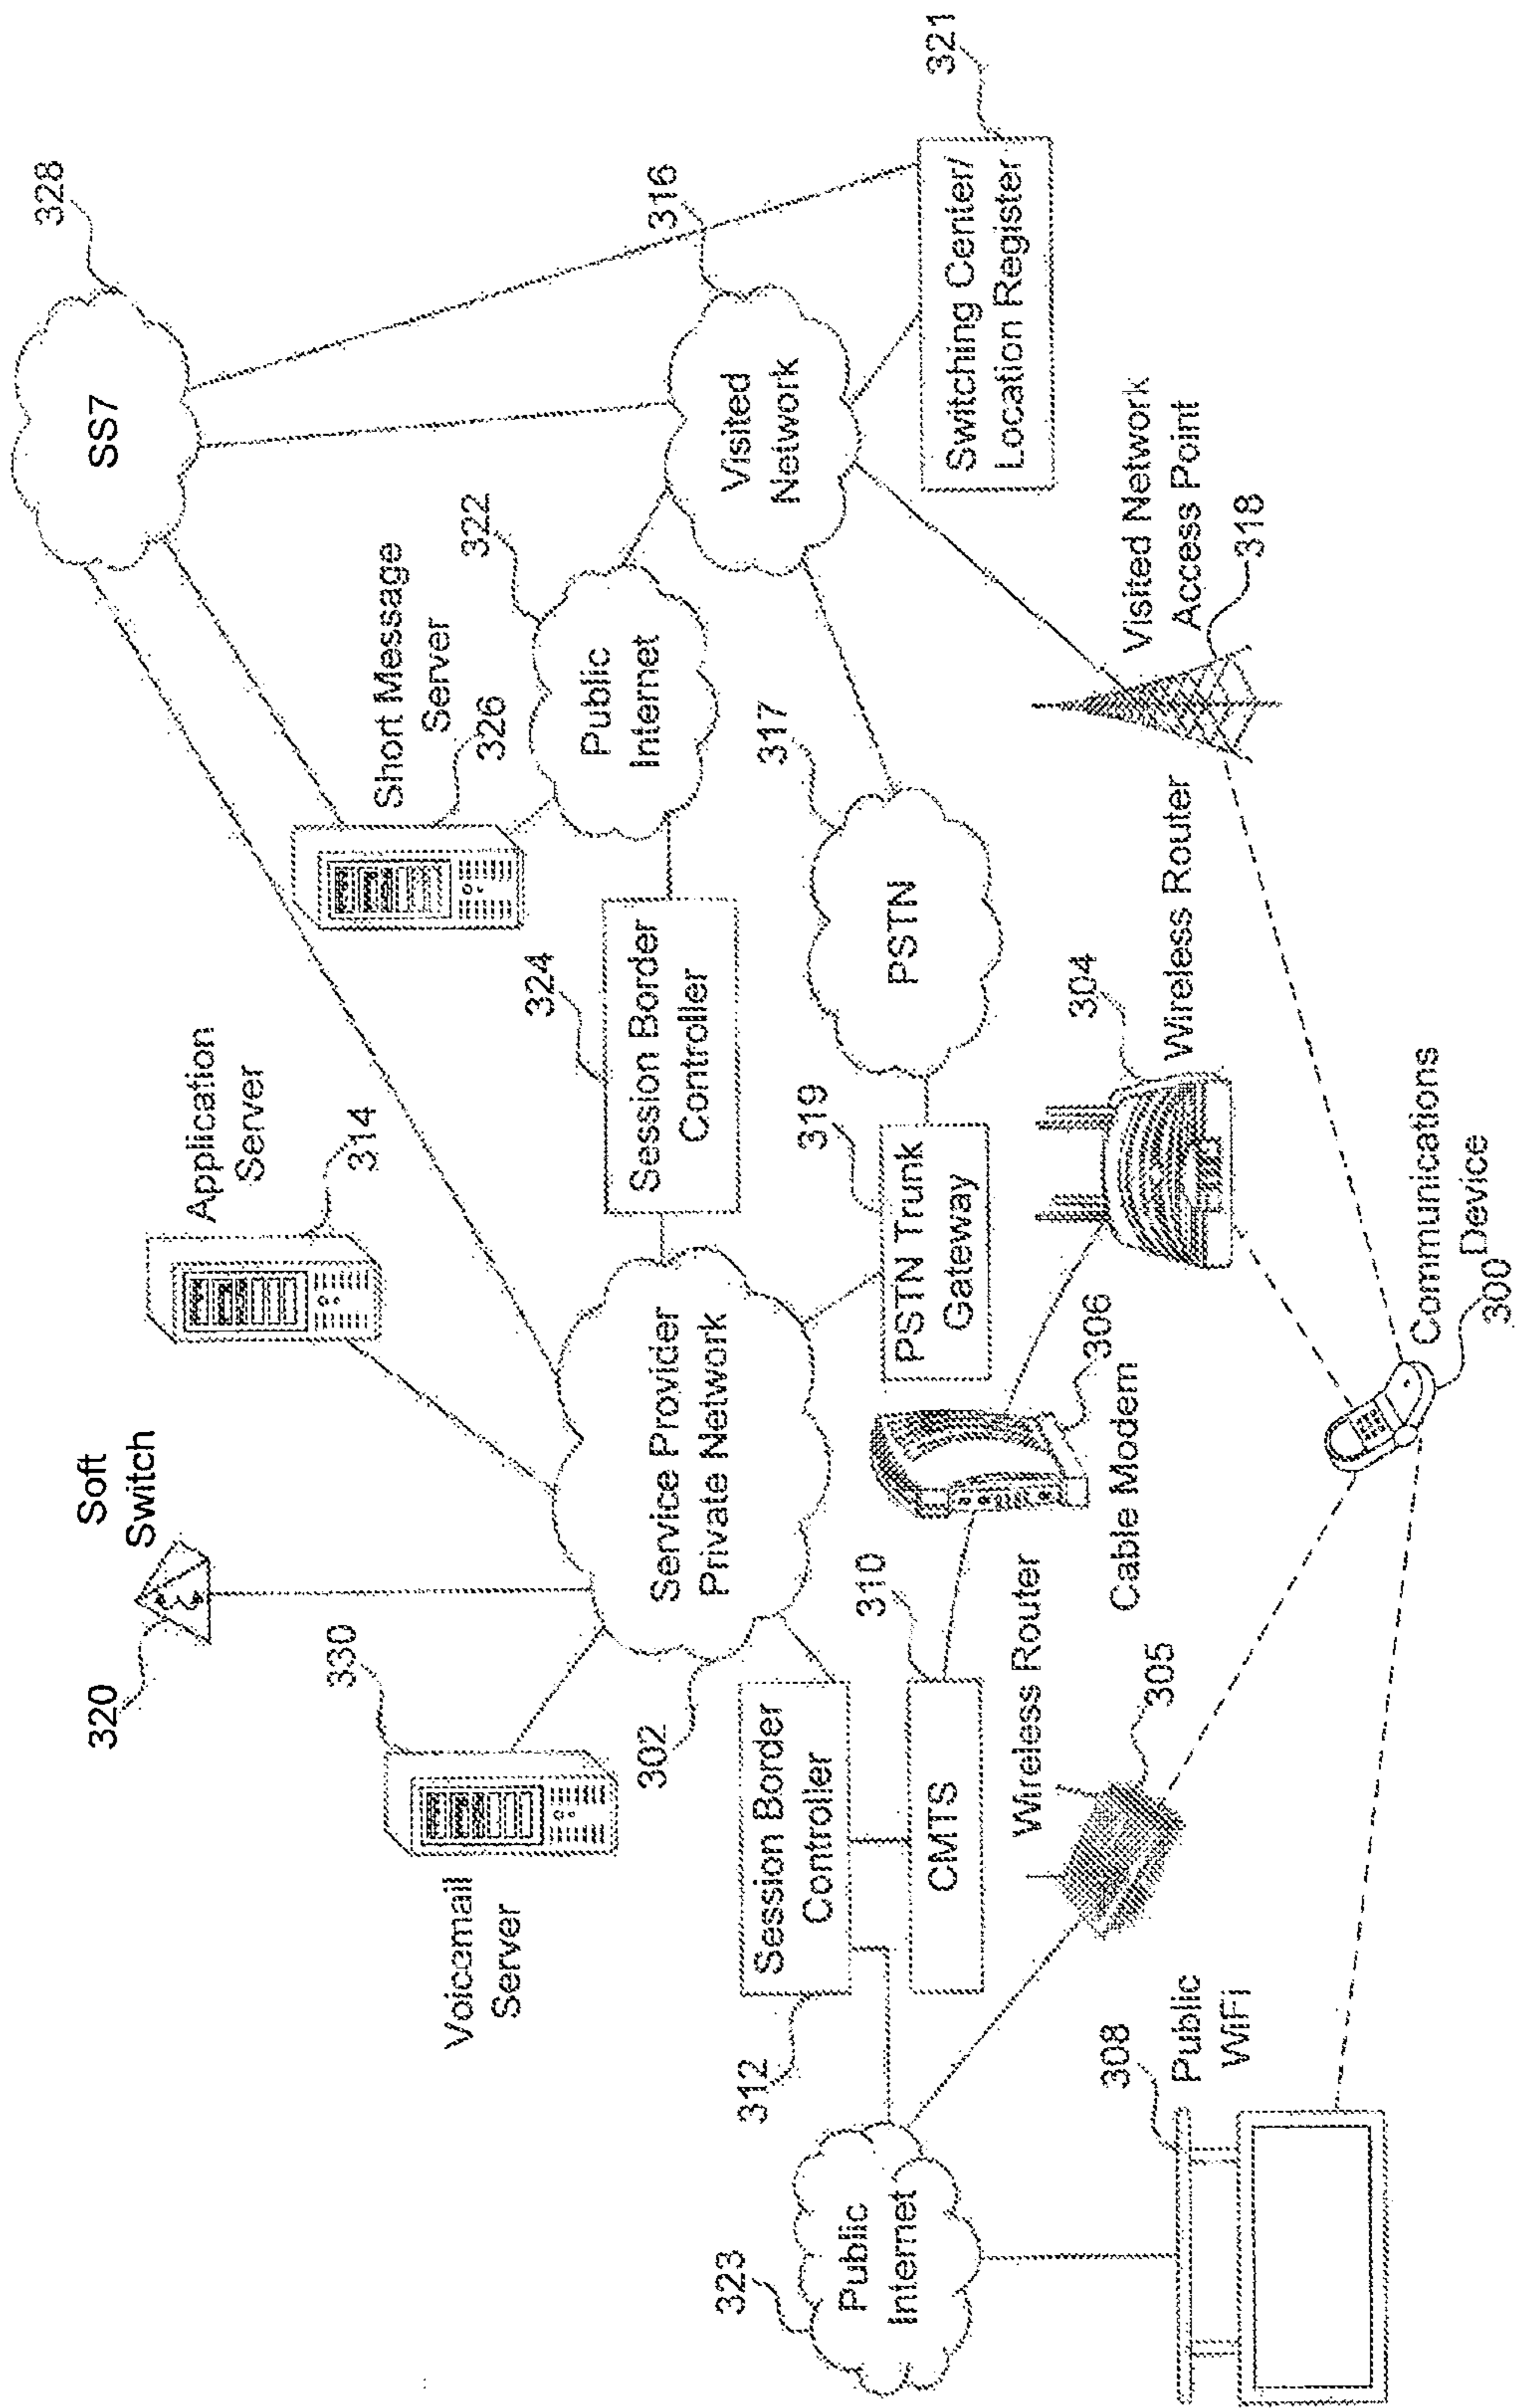 320
Soft
Switch
Application
Server
314
328
SS7
330
Voicemail
Server
Short Message
Server
326
322
Public
Internet
324
Session Border
Controller
302
Service Provider
Private Network
316
Visited
Network
317
PSTN
319
PSTN Trunk
Gateway
321
Switching Center/
Location Register
312
Session Border
Controller
310
CMTS
323
Public
Internet
Wireless Router
305
Cable Modem
306
304
Wireless Router
Visited Network
Access Point
318
308
Public
WiFi
Communications
Device
300